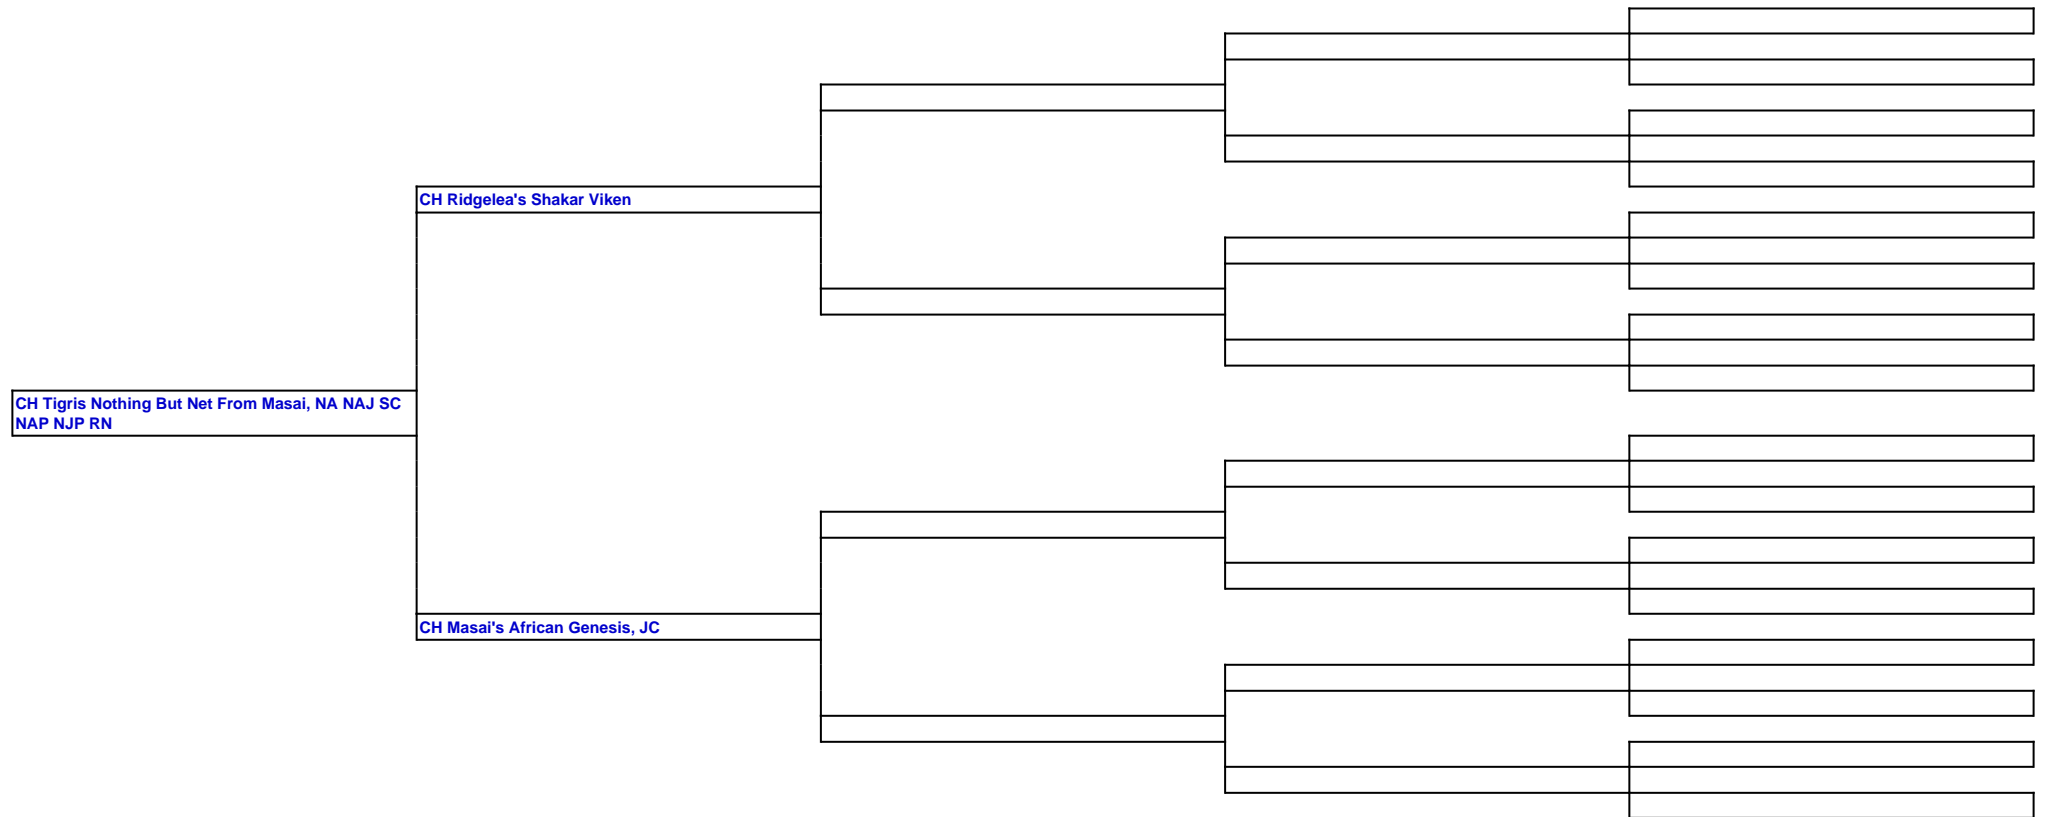 CH Ridgelea's Shakar Viken
CH Tigris Nothing But Net From Masai, NA NAJ SC
NAP NJP RN
CH Masai's African Genesis, JC